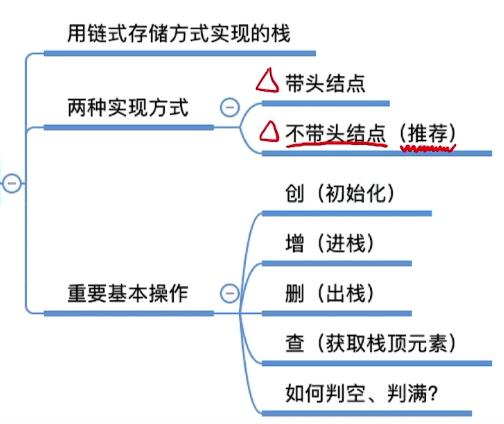 用链式存储方式实现的栈
两种实现方式
带头结点
不带头结点（推荐）
重要基本操作
创（初始化）
增（进栈）
删（出栈）
查（获取栈顶元素）
如何判空、判满?